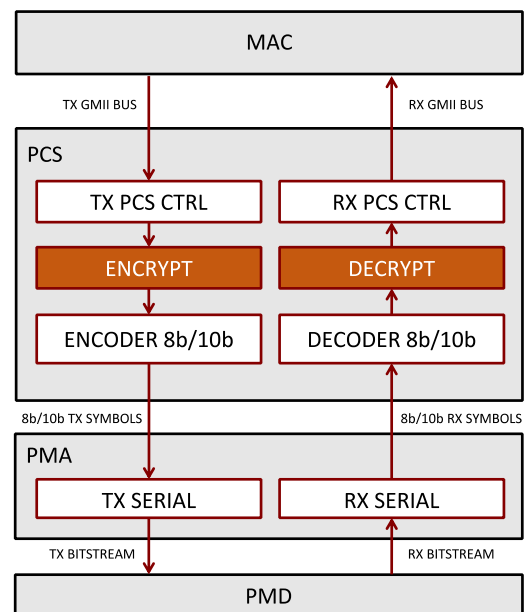 MAC
TX GMII BUS
RX GMII BUS
PCS
TX PCS CTRL
RX PCS CTRL
ENCRYPT
DECRYPT
ENCODER 8b/10b
DECODER 8b/10b
8b/10b TX SYMBOLS
8b/10b RX SYMBOLS
PMA
TX SERIAL
RX SERIAL
TX BITSTREAM
RX BITSTREAM
PMD